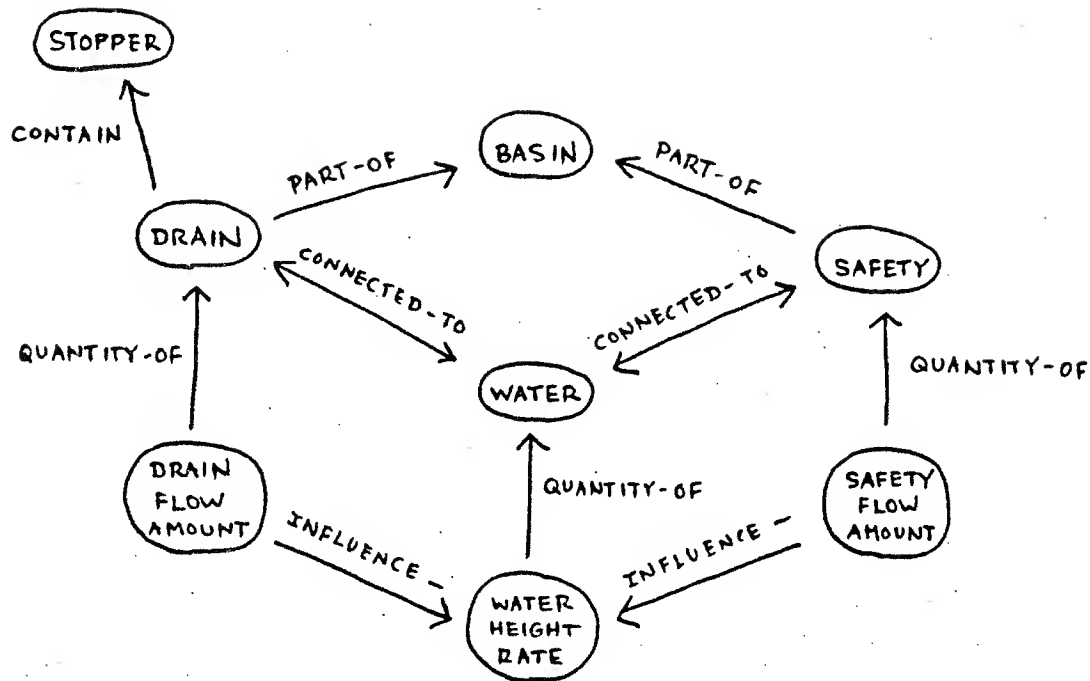 STOPPER
CONTAIN
PART-OF
BASIN
PART-OF
DRAIN
SAFETY
CONNECTED-TO
CONNECTED-TO
QUANTITY-OF
QUANTITY-OF
WATER
DRAIN
FLOW
AMOUNT
QUANTITY-OF
SAFETY
FLOW
AMOUNT
INFLUENCE -
INFLUENCE -
WATER
HEIGHT
RATE